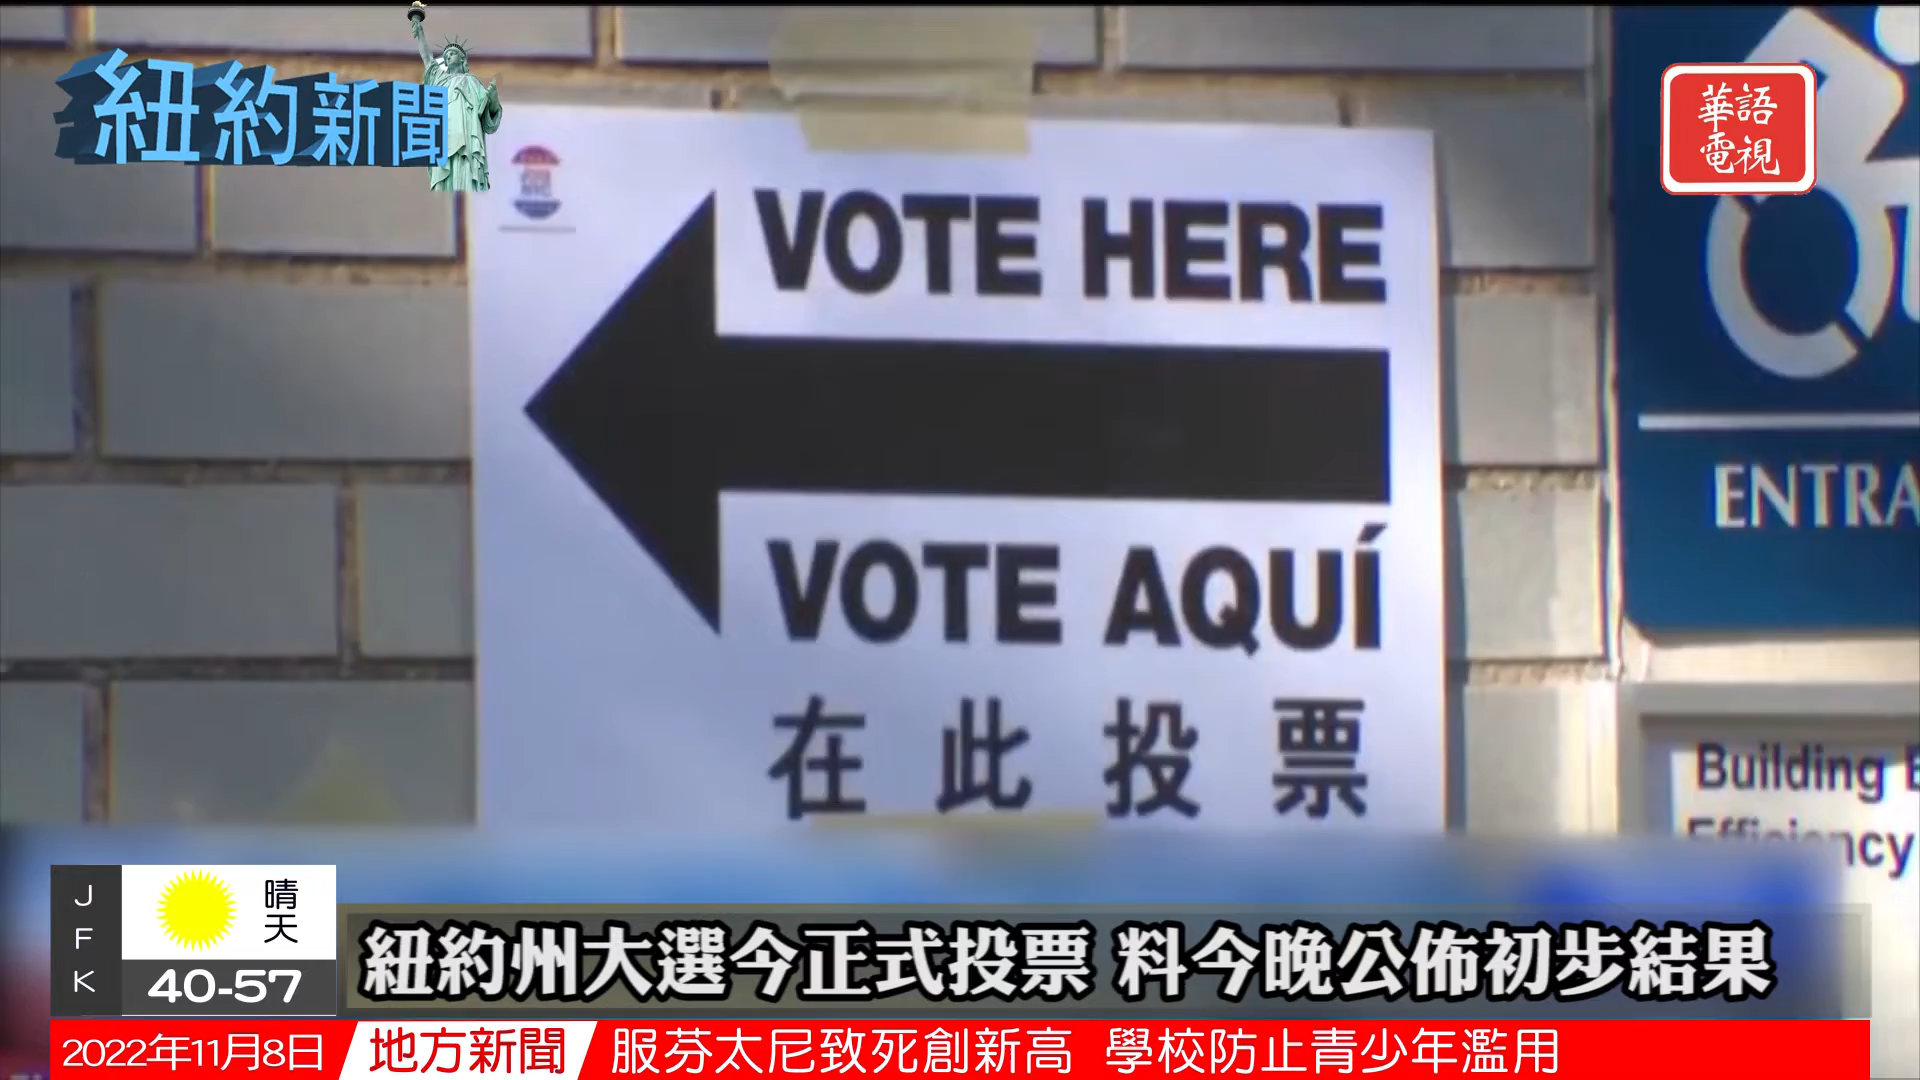 紐約新聞
華語
電視
VOTE HERE
VOTE AQUÍ
在此投票
ENTRA
Building E
Efficiency
JFK
晴天
40-57
紐約州大選今正式投票 料今晚公佈初步結果
2022年11月8日
地方新聞
服芬太尼致死創新高 學校防止青少年濫用